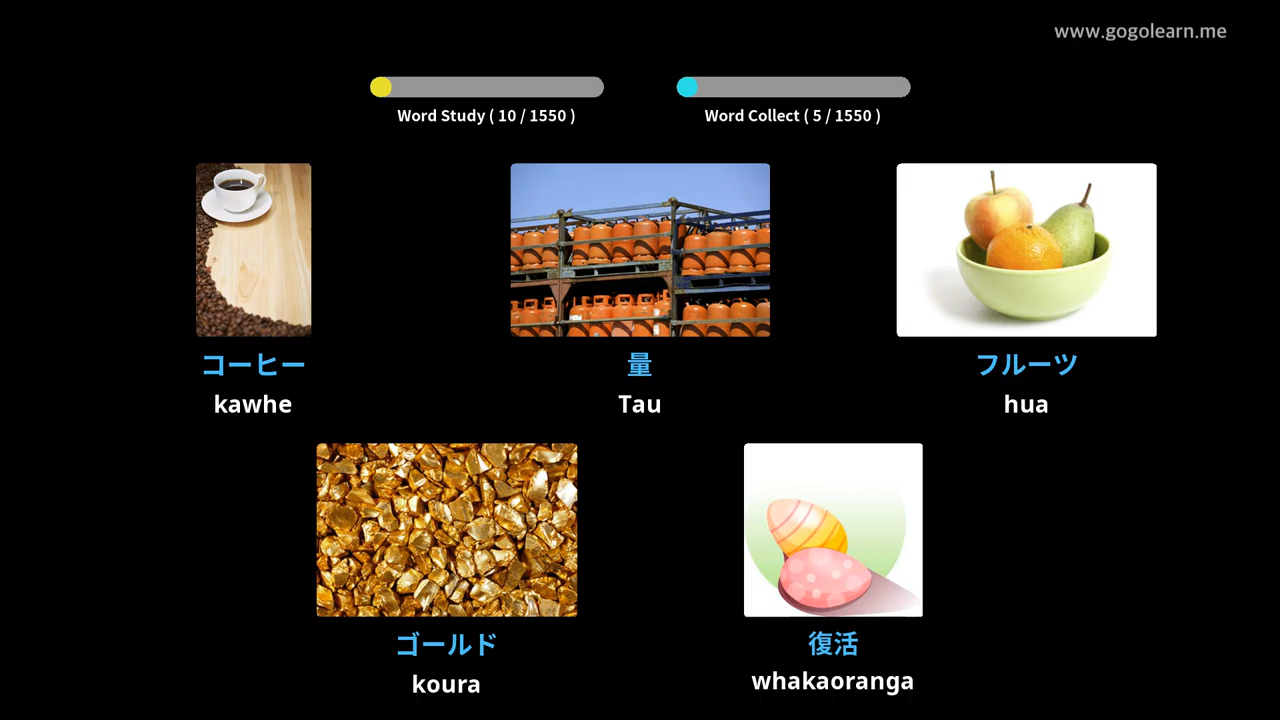 www.gogolearn.me
Word Study ( 10 / 1550 )
Word Collect ( 5 / 1550 )
コーヒー
kawhe
量
Tau
フルーツ
hua
ゴールド
koura
復活
whakaoranga